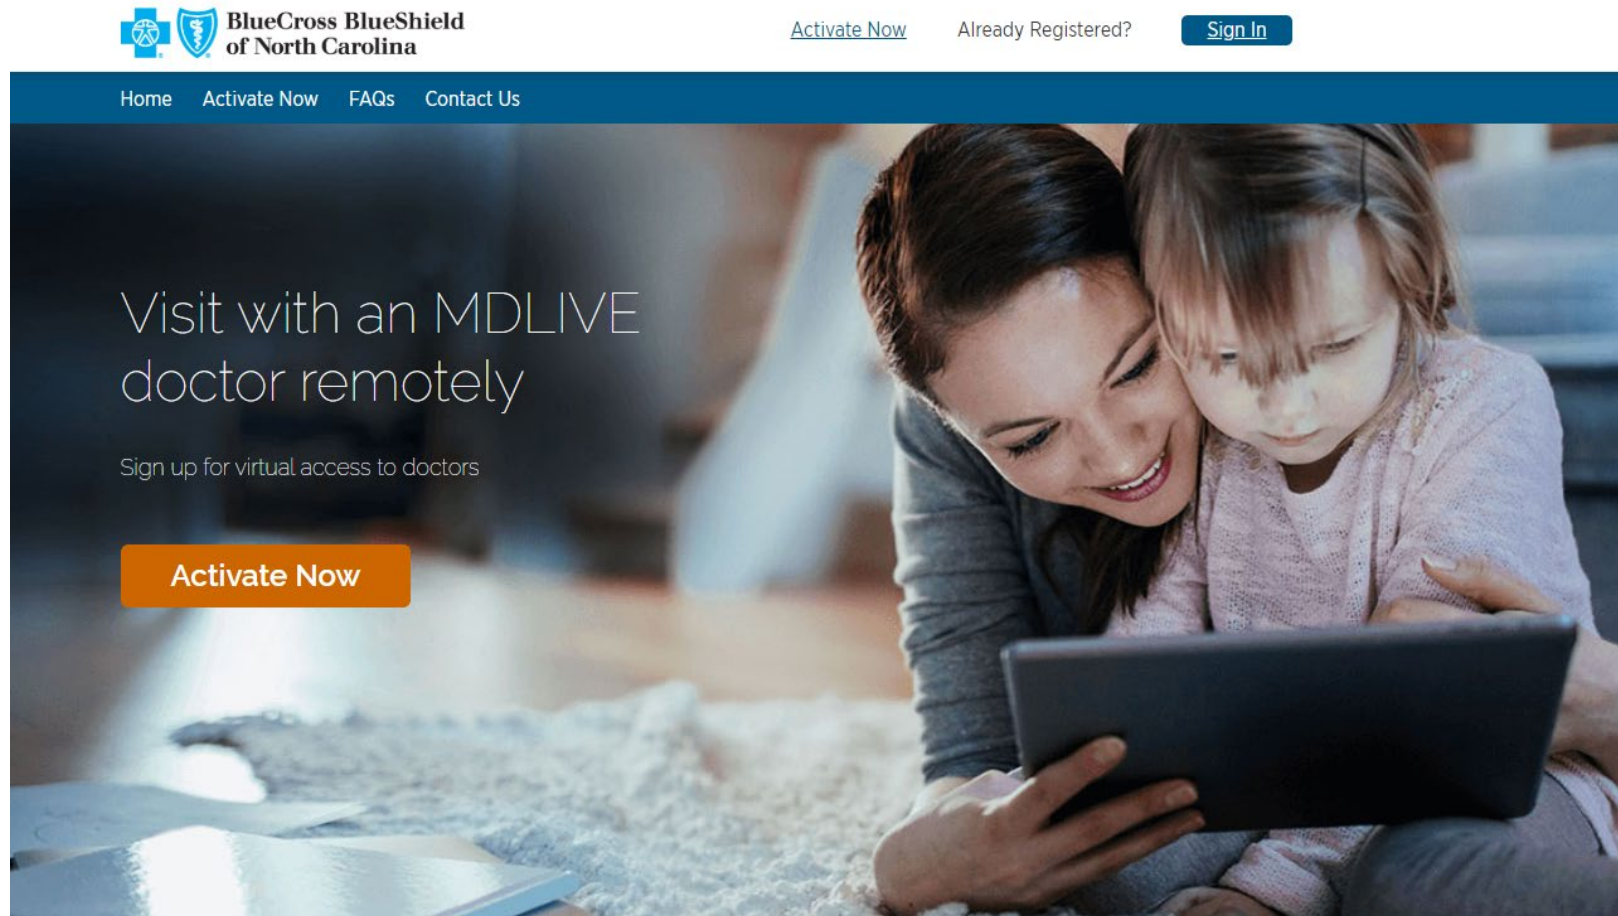 BlueCross BlueShield
of North Carolina
Activate Now
Already Registered?
Sign In
Home
Activate Now
FAQs
Contact Us
Visit with an MDLIVE
doctor remotely
Sign up for virtual access to doctors
Activate Now